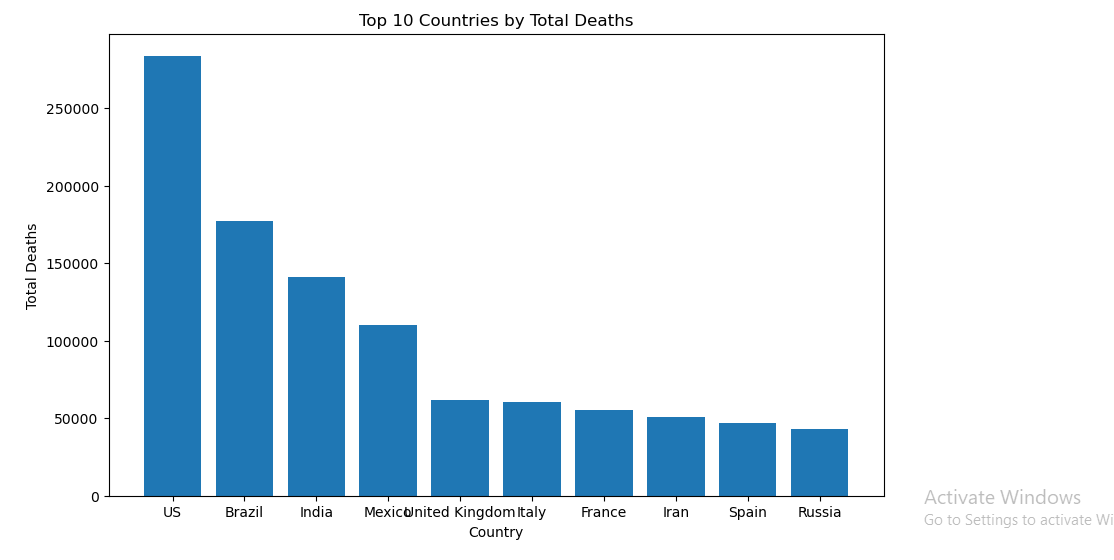 Top 10 Countries by Total Deaths
250000
200000
150000
100000
50000
0
Total Deaths
US Brazil India Mexico United Kingdom Italy France Iran Spain Russia
Country
Activate Windows
Go to Settings to activate Wi